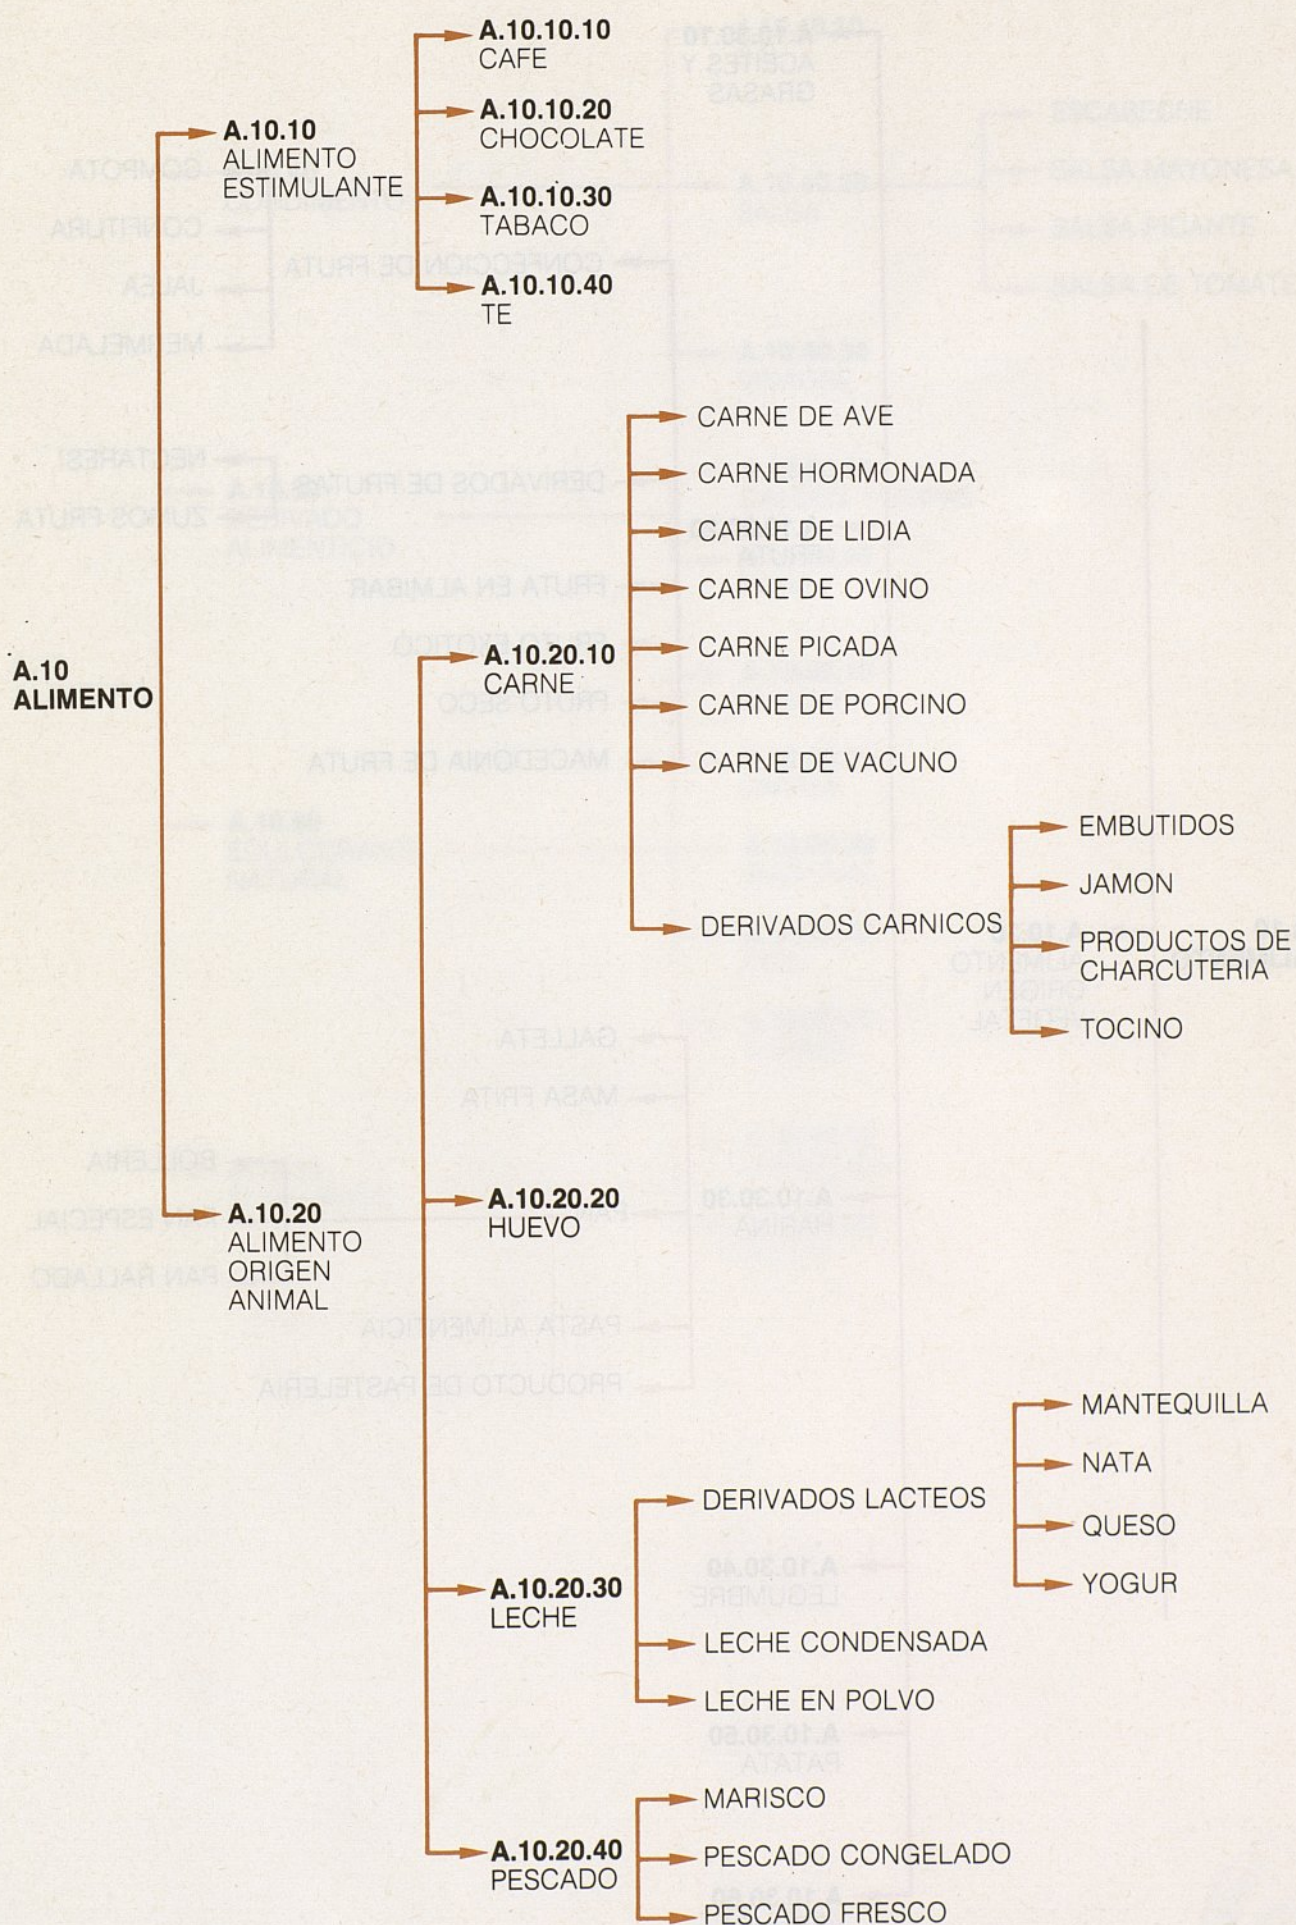 A.10
ALIMENTO
A.10.10
ALIMENTO
ESTIMULANTE
A.10.10.10
CAFE
A.10.10.20
CHOCOLATE
A.10.10.30
TABACO
A.10.10.40
TE
A.10.20
ALIMENTO
ORIGEN
ANIMAL
A.10.20.10
CARNE
CARNE DE AVE
CARNE HORMONADA
CARNE DE LIDIA
CARNE DE OVINO
CARNE PICADA
CARNE DE PORCINO
CARNE DE VACUNO
DERIVADOS CARNICOS
EMBUTIDOS
JAMON
PRODUCTOS DE
CHARCUTERIA
TOCINO
A.10.20.20
HUEVO
A.10.20.30
LECHE
DERIVADOS LACTEOS
MANTEQUILLA
NATA
QUESO
YOGUR
LECHE CONDENSADA
LECHE EN POLVO
A.10.20.40
PESCADO
MARISCO
PESCADO CONGELADO
PESCADO FRESCO